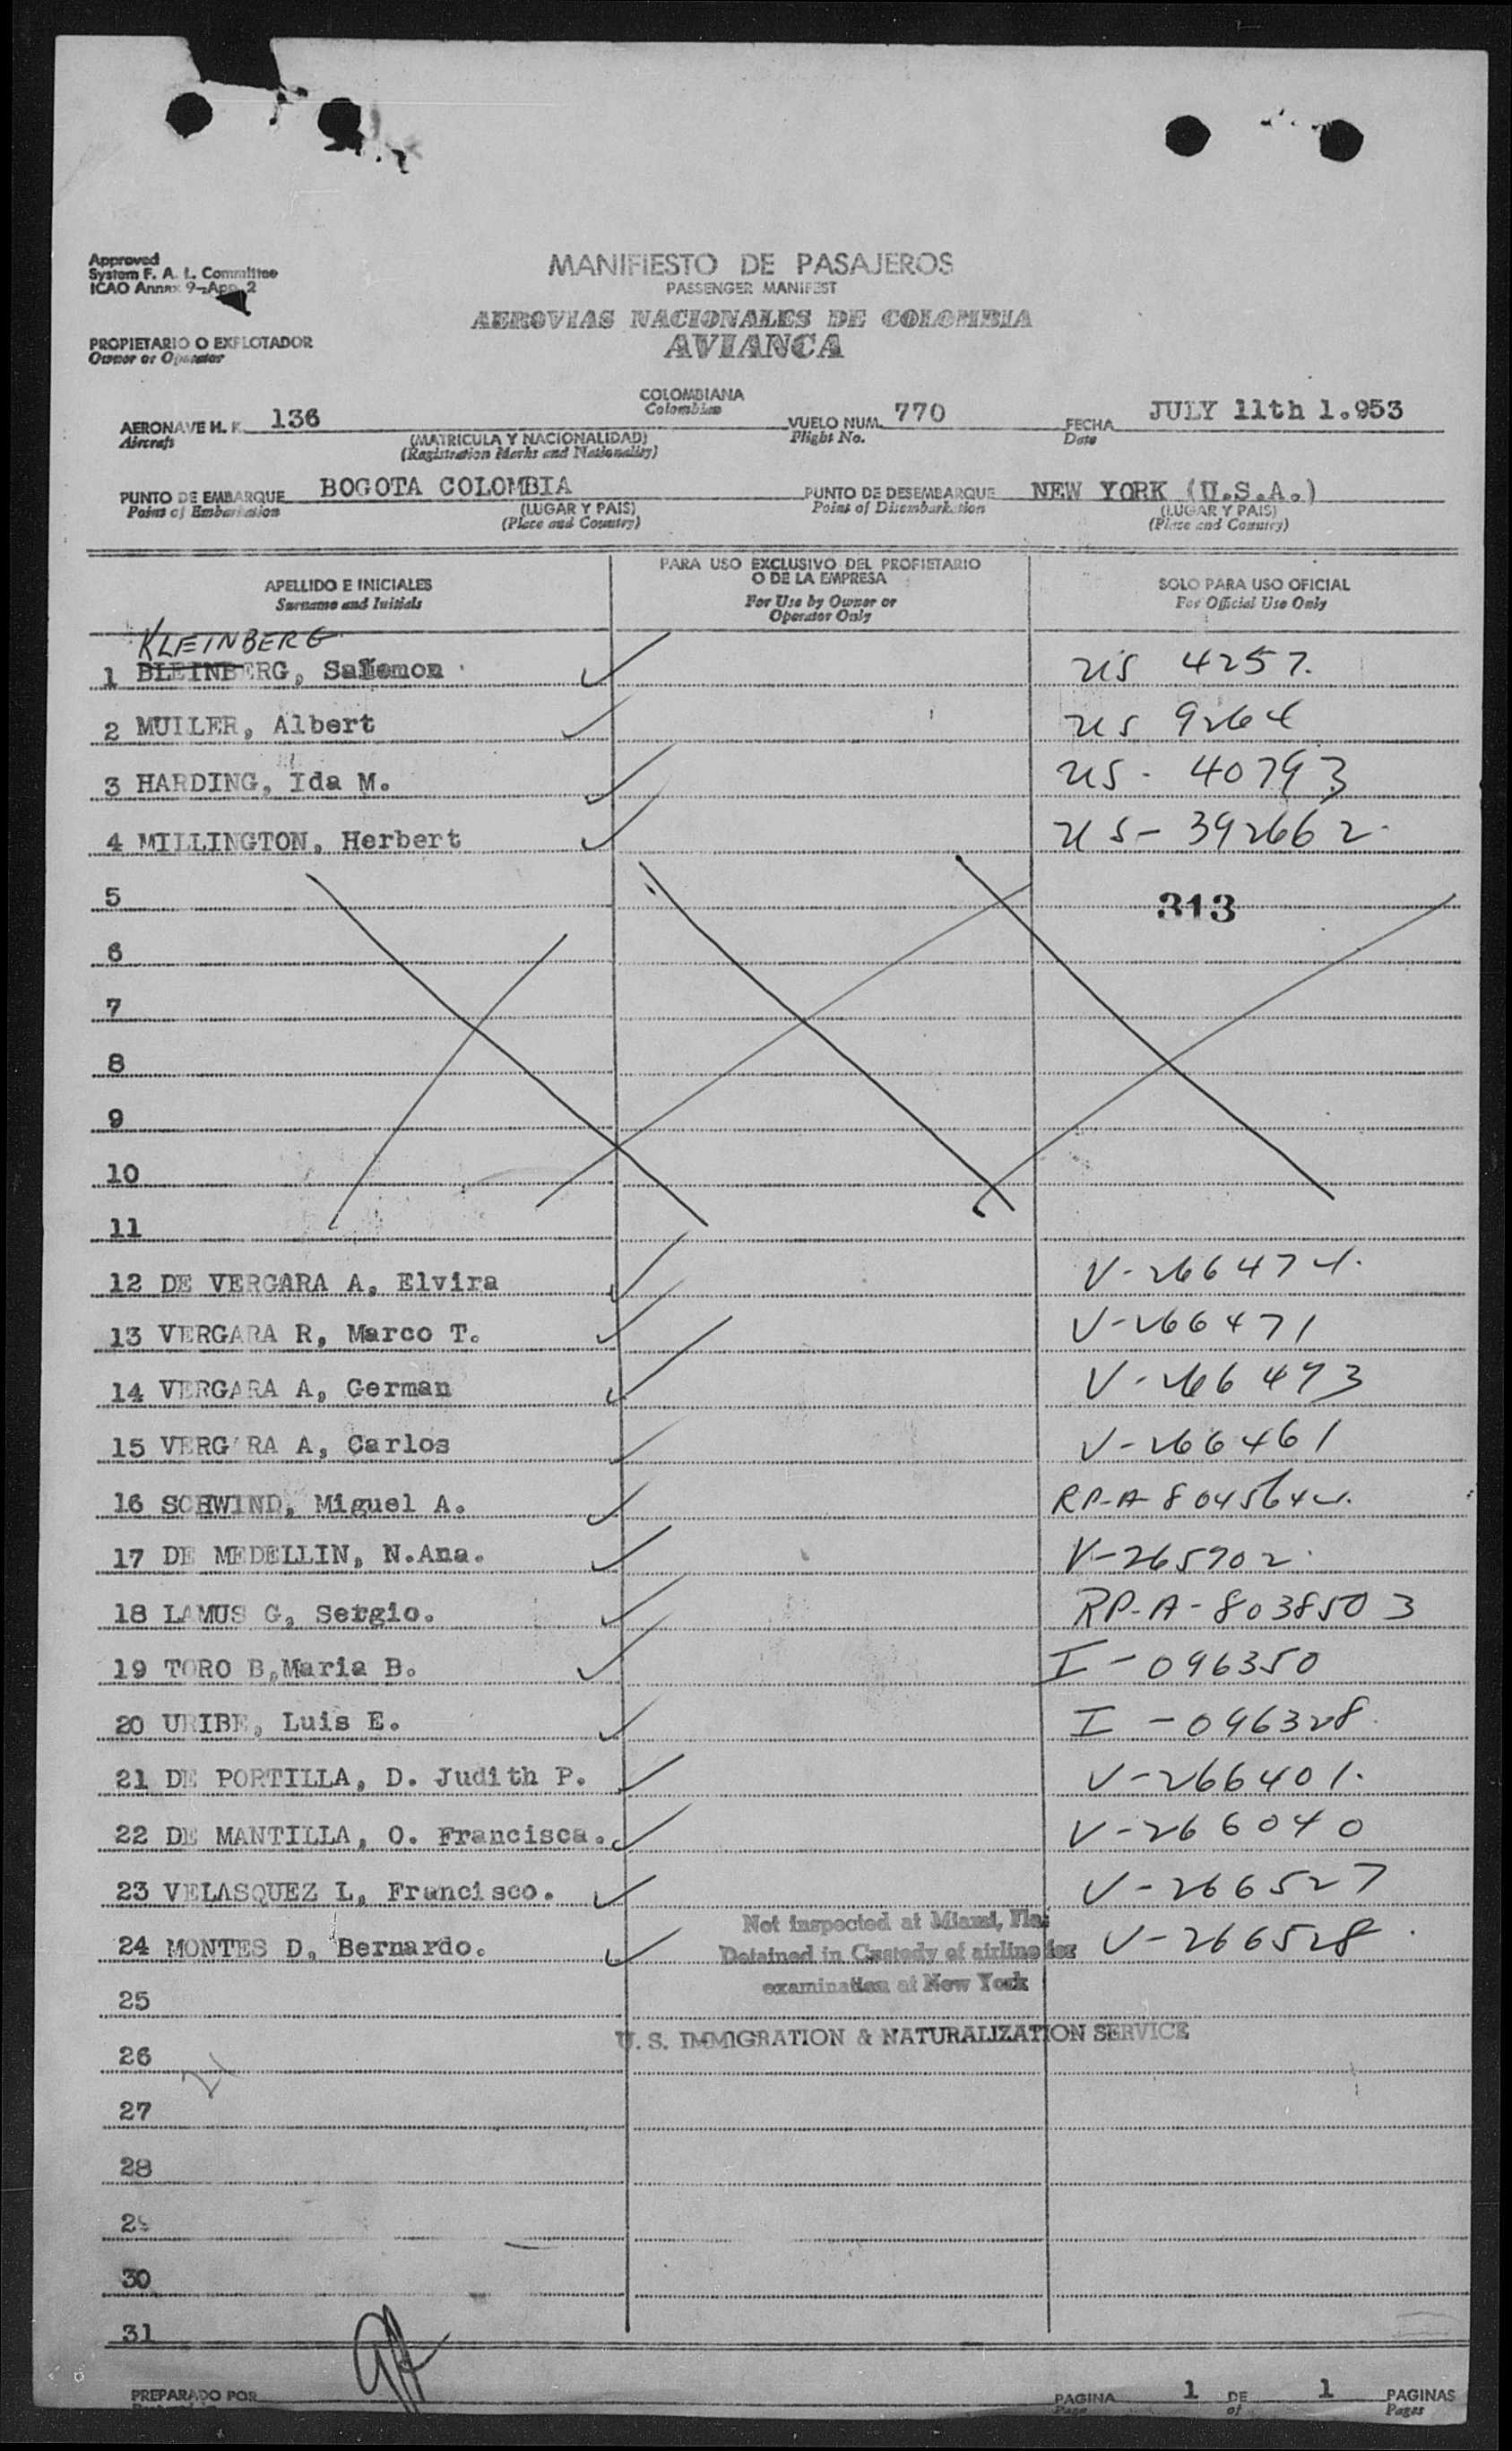 Approved
System F. A. L. Committee
ICAO Annex 9-App. 2
MANIFIESTO DE PASAJEROS
PASSENGER MANIFEST
AEROVIAS NACIONALES DE COLOMBIA
AVIANCA
PROPIETARIO O EXPLOTADOR
Owner or Operator
COLOMBIANA
Colombian
AERONAVE H. K. 136 VUELO NUM. 770 FECHA JULY 11th 1.953
Aircraft (MATRICULA Y NACIONALIDAD) Flight No. Date
(Registration Marks and Nationality)
PUNTO DE EMBARQUE BOGOTA COLOMBIA PUNTO DE DESEMBARQUE NEW YORK (U.S.A.)
Point of Embarkation (LUGAR Y PAIS) Point of Disembarkation (LUGAR Y PAIS)
(Place and Country) (Place and Country)
APELLIDO E INICIALES
Surname and Initials
PARA USO EXCLUSIVO DEL PROPIETARIO
O DE LA EMPRESA
For Use by Owner or
Operator Only
SOLO PARA USO OFICIAL
For Official Use Only
KLEINBERG
1 BLEINBERG, Salomon US 4257.
2 MULLER, Albert US 9264
3 HARDING, Ida M. US - 40793
4 MILLINGTON, Herbert US - 392662
5 313
6
7
8
9
10
11
12 DE VERGARA A, Elvira V-266474.
13 VERGARA R, Marco T. V-266471
14 VERGARA A, German V-266473
15 VERGARA A, Carlos V-266461
16 SCHWIND, Miguel A. RP-A-8045644.
17 DE MEDELLIN, N.Ana. V-265902.
18 LAMUS G, Sergio. RP-A-8038503
19 TORO B,Maria B. I-096350
20 URIBE, Luis E. I-096328.
21 DE PORTILLA, D. Judith P. V-266401.
22 DE MANTILLA, O. Francisca. V-266040
23 VELASQUEZ L, Francisco. V-266527
24 MONTES D, Bernardo. V-266528
Not inspected at Miami, Fla.
Detained in Custody of airline for
examination at New York
25
U. S. IMMIGRATION & NATURALIZATION SERVICE
26
27
28
29
30
31
PREPARADO POR PAGINA 1 DE 1 PAGINAS
Page of Pages